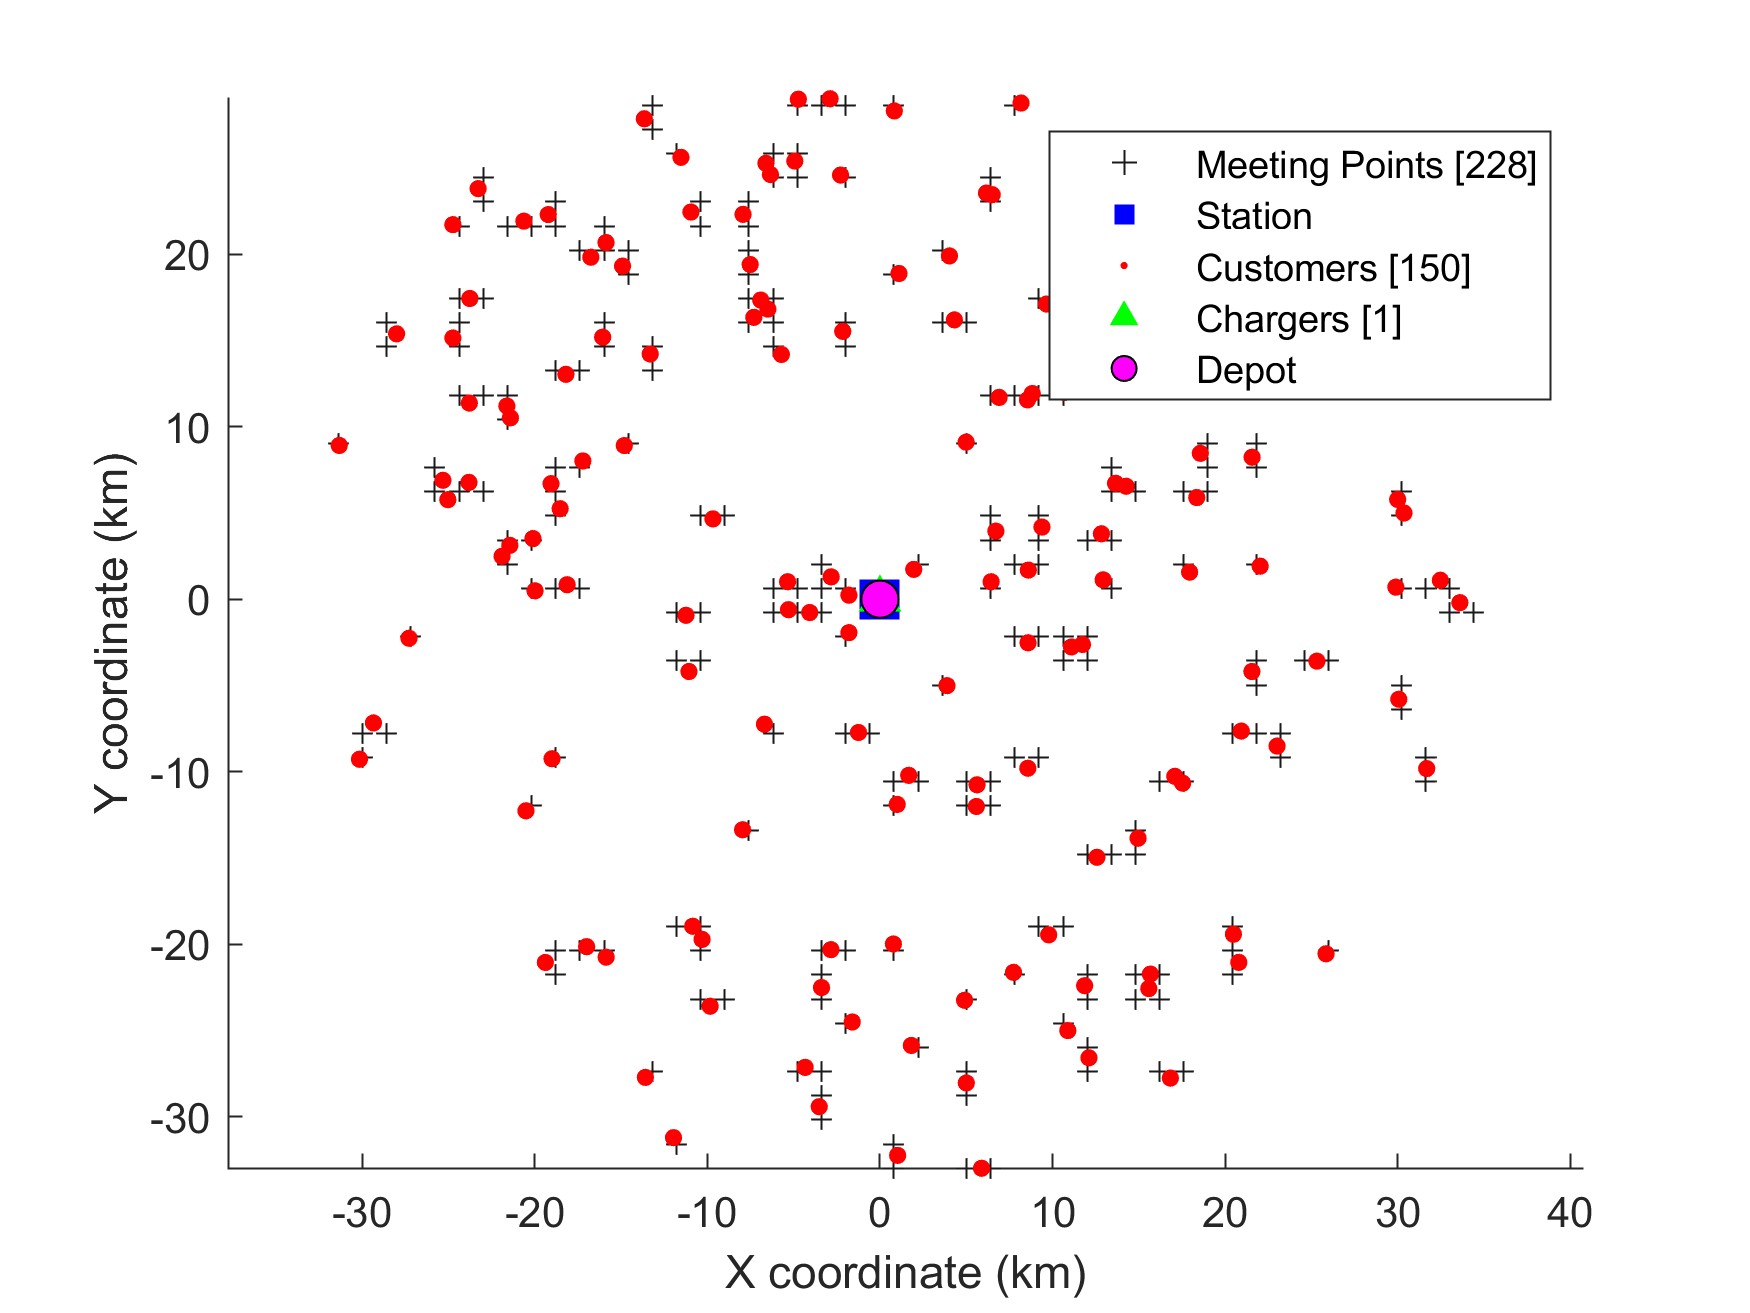 Meeting Points [228]
Station
Customers [150]
Chargers [1]
Depot
20
10
0
-10
-20
-30
Y coordinate (km)
-30 -20 -10 0 10 20 30 40
X coordinate (km)